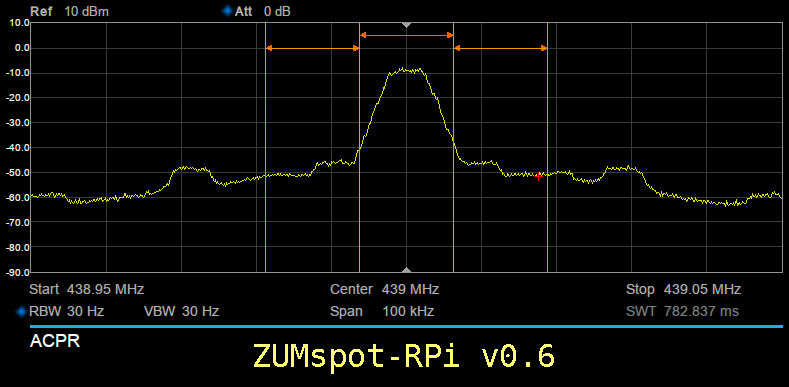 Ref 10 dBm Att 0 dB
10.0
0.0
-10.0
-20.0
-30.0
-40.0
-50.0
-60.0
-70.0
-80.0
-90.0
Start 438.95 MHz Center 439 MHz Stop 439.05 MHz
RBW 30 Hz VBW 30 Hz Span 100 kHz SWT 782.837 ms
ACPR
ZUMspot-RPi v0.6